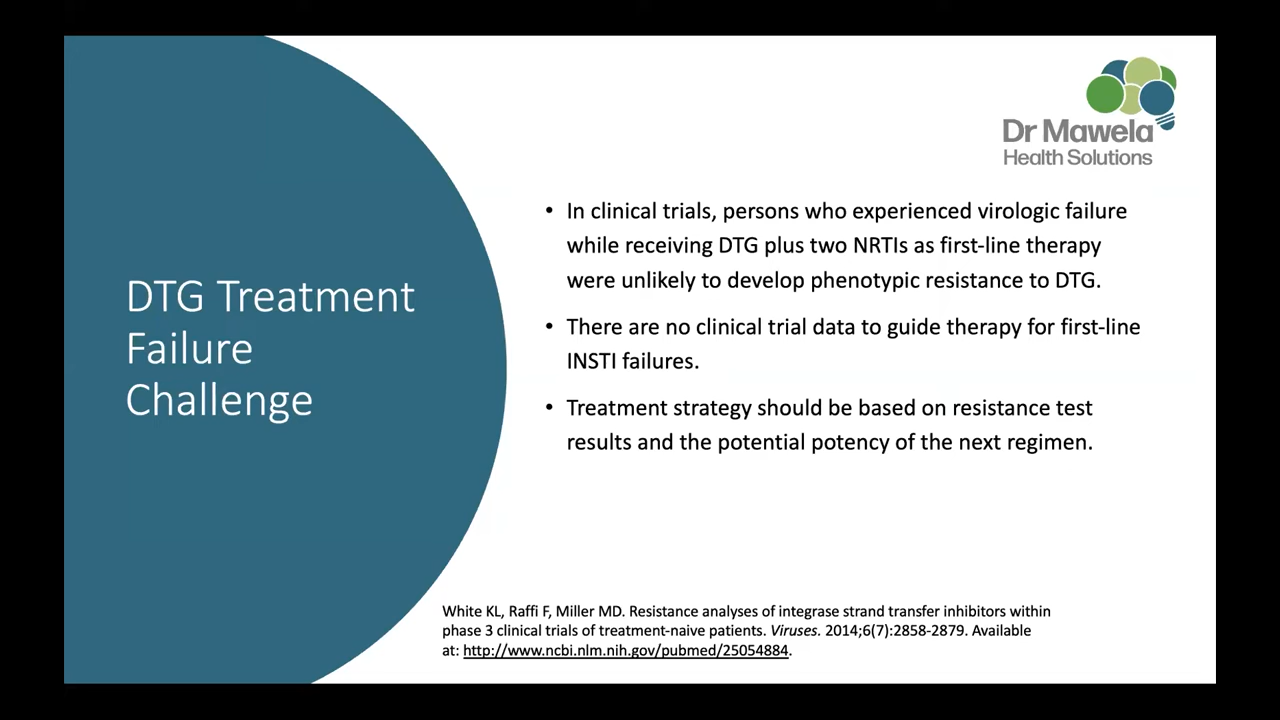 Dr Mawela
Health Solutions
DTG Treatment
Failure
Challenge
• In clinical trials, persons who experienced virologic failure
while receiving DTG plus two NRTIs as first-line therapy
were unlikely to develop phenotypic resistance to DTG.
• There are no clinical trial data to guide therapy for first-line
INSTI failures.
• Treatment strategy should be based on resistance test
results and the potential potency of the next regimen.
White KL, Raffi F, Miller MD. Resistance analyses of integrase strand transfer inhibitors within
phase 3 clinical trials of treatment-naive patients. Viruses. 2014;6(7):2858-2879. Available
at: http://www.ncbi.nlm.nih.gov/pubmed/25054884.